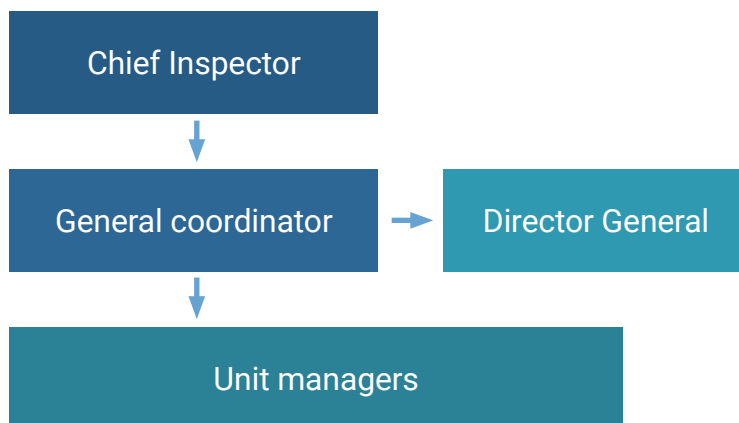 Chief Inspector
General coordinator
Director General
Unit managers